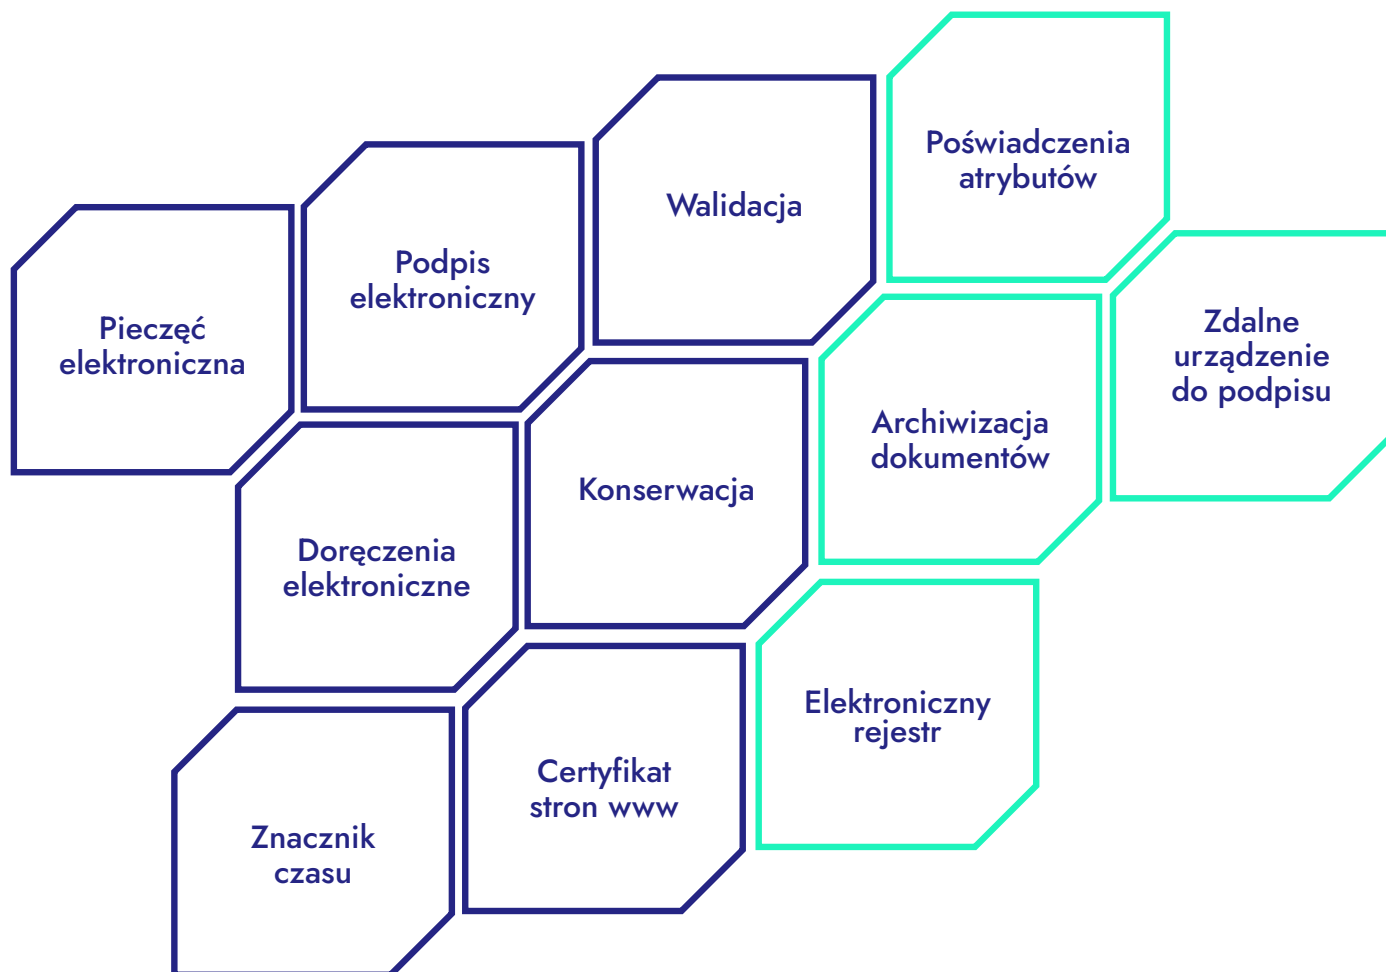 Poświadczenia
atrybutów
Walidacja
Podpis
elektroniczny
Pieczęć
elektroniczna
Zdalne
urządzenie
do podpisu
Archiwizacja
dokumentów
Konserwacja
Doręczenia
elektroniczne
Elektroniczny
rejestr
Certyfikat
stron www
Znacznik
czasu